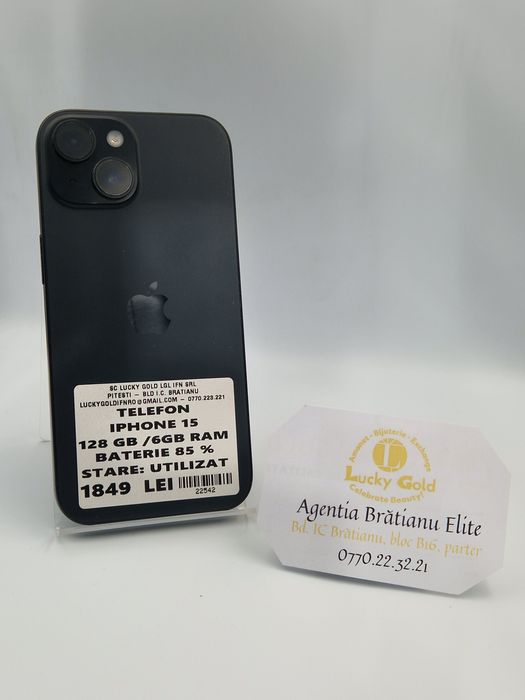 SC LUCKY GOLD LGL IFN SRL
PITESTI - BLD I.C. BRATIANU
LUCKYGOLDIFNRO@GMAIL.COM - 0770.223.221
TELEFON
IPHONE 15
128 GB /6GB RAM
BATERIE 85 %
STARE: UTILIZAT
1849 LEI
22542
Amanet - Bijuterie - Exchange
Lucky Gold
Celebrate Beauty!
Agentia Brătianu Elite
Bd. IC Brătianu, bloc B16, parter
0770.22.32.21